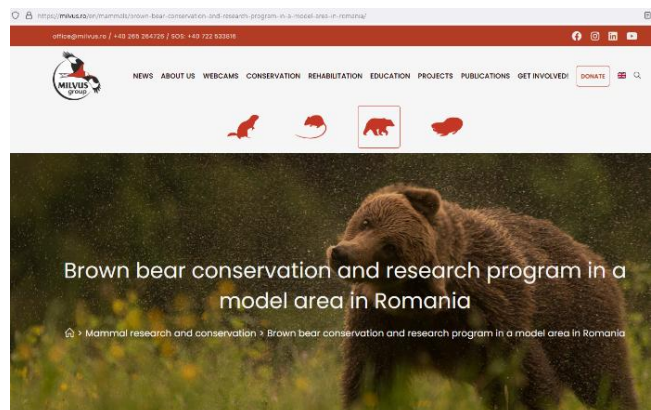 https://milvus.ro/en/mammals/brown-bear-conservation-and-research-program-in-a-model-area-in-romania/
office@milvus.ro / +40 265 264726 / SOS: +40 722 533816
MILVUS
group
NEWS ABOUT US WEBCAMS CONSERVATION REHABILITATION EDUCATION PROJECTS PUBLICATIONS GET INVOLVED! DONATE
Brown bear conservation and research program in a
model area in Romania
> Mammal research and conservation > Brown bear conservation and research program in a model area in Romania